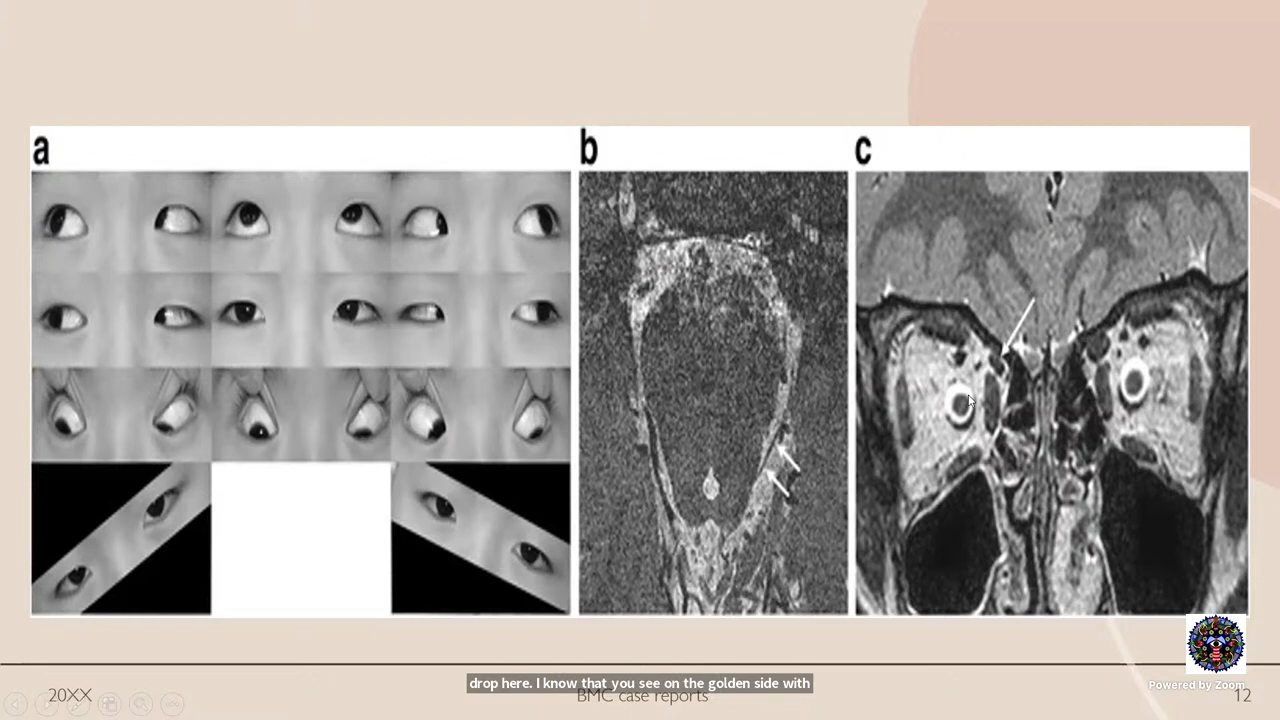 a
b
c
drop here. I know that you see on the golden side with
20XX
BMC case reports
Powered by Zoom
12